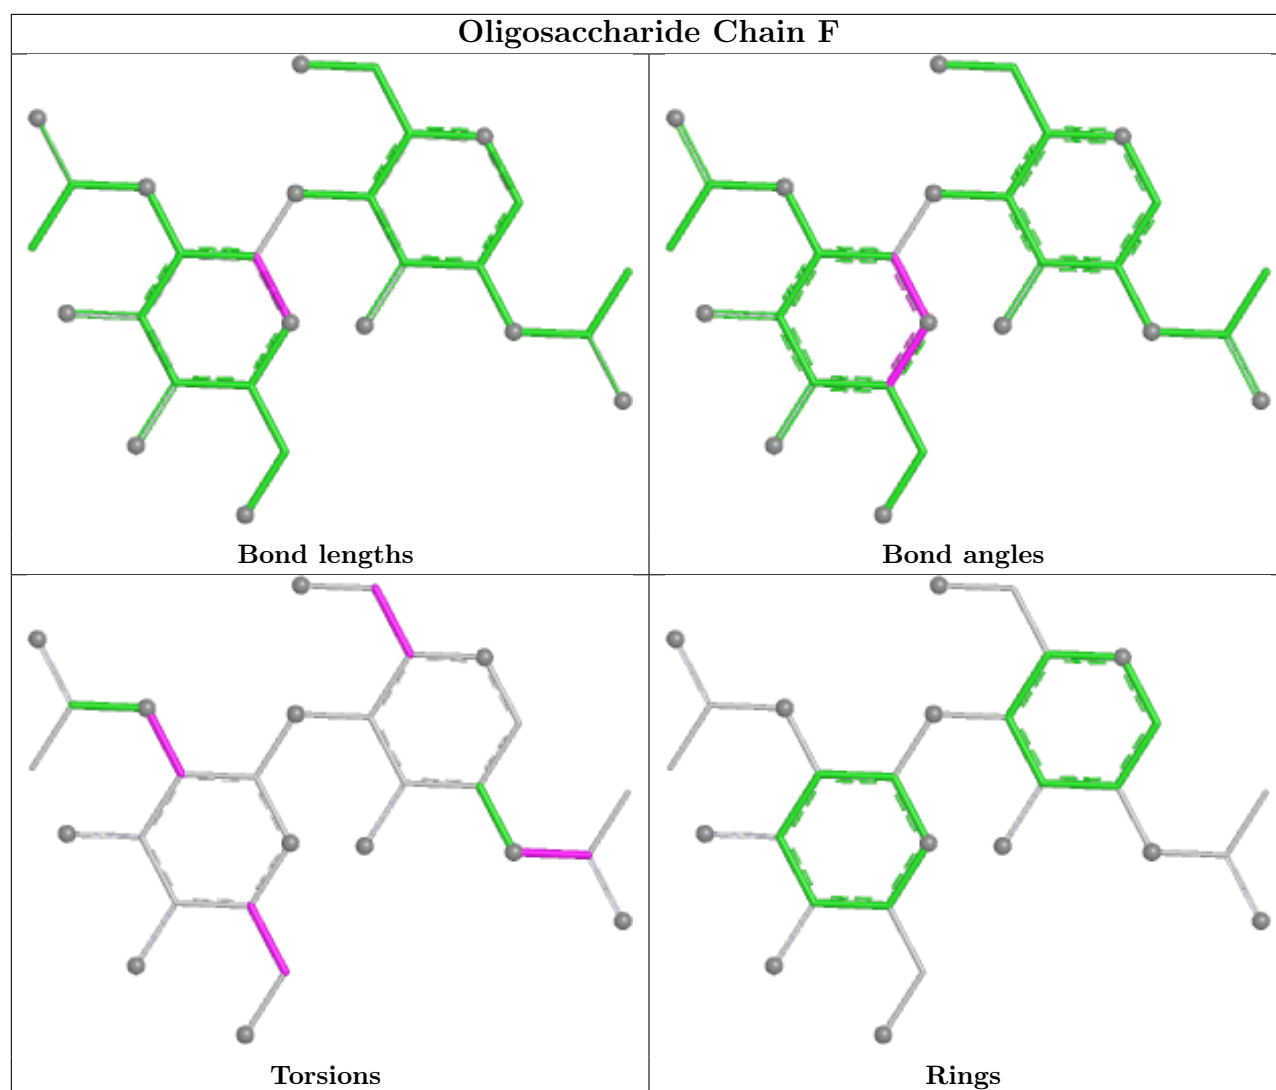 Oligosaccharide Chain F
Bond lengths
Bond angles
Torsions
Rings